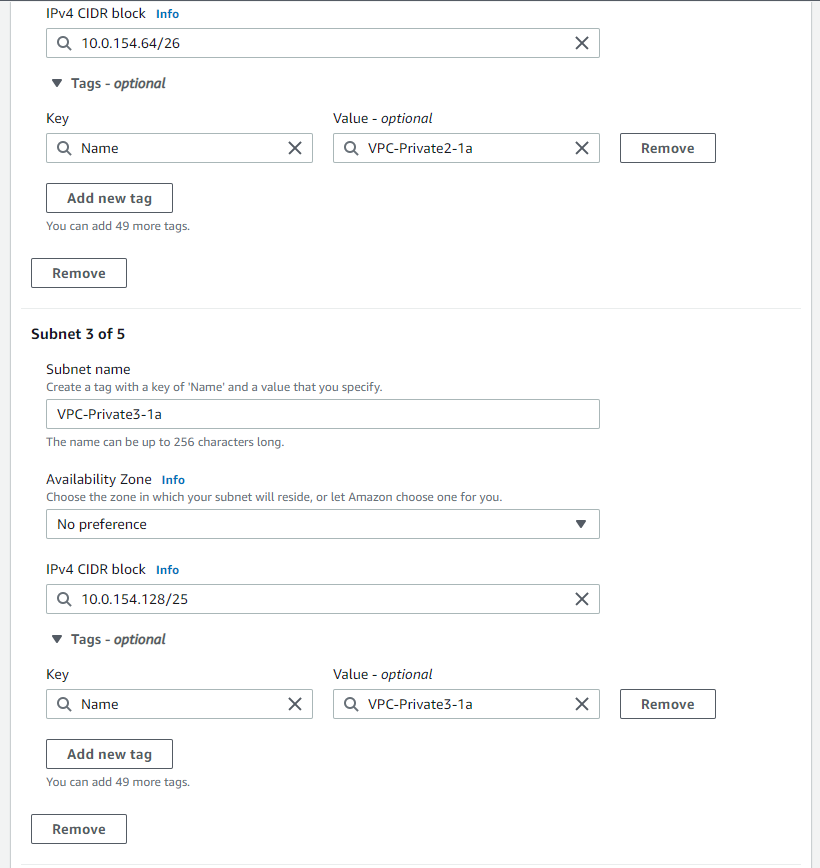 IPv4 CIDR block Info
10.0.154.64/26
Tags - optional
Key Value - optional
Name VPC-Private2-1a Remove
Add new tag
You can add 49 more tags.
Remove
Subnet 3 of 5
Subnet name
Create a tag with a key of 'Name' and a value that you specify.
VPC-Private3-1a
The name can be up to 256 characters long.
Availability Zone Info
Choose the zone in which your subnet will reside, or let Amazon choose one for you.
No preference
IPv4 CIDR block Info
10.0.154.128/25
Tags - optional
Key Value - optional
Name VPC-Private3-1a Remove
Add new tag
You can add 49 more tags.
Remove